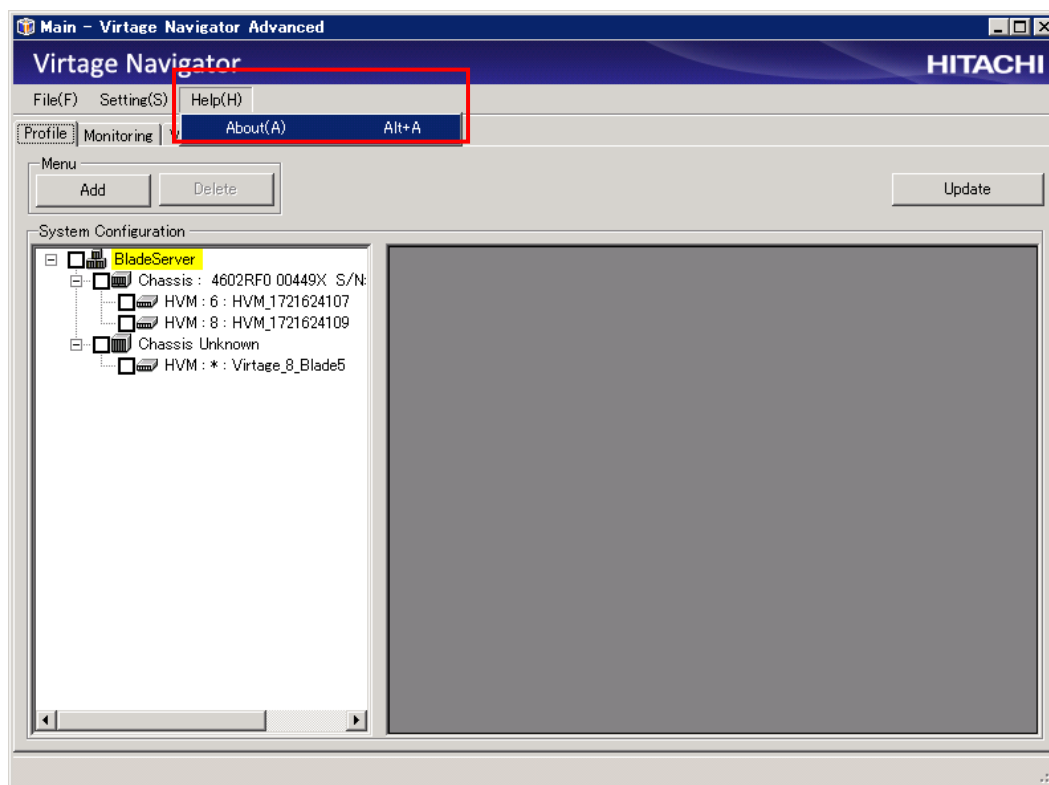 Main - Virtage Navigator Advanced
Virtage Navigator
HITACHI
File(F) Setting(S) Help(H)
About(A) Alt+A
Profile Monitoring
Menu
Add Delete Update
System Configuration
BladeServer
Chassis : 4602RF0 00449X S/N:
HVM : 6 : HVM_1721624107
HVM : 8 : HVM_1721624109
Chassis Unknown
HVM : * : Virtage_8_Blade5